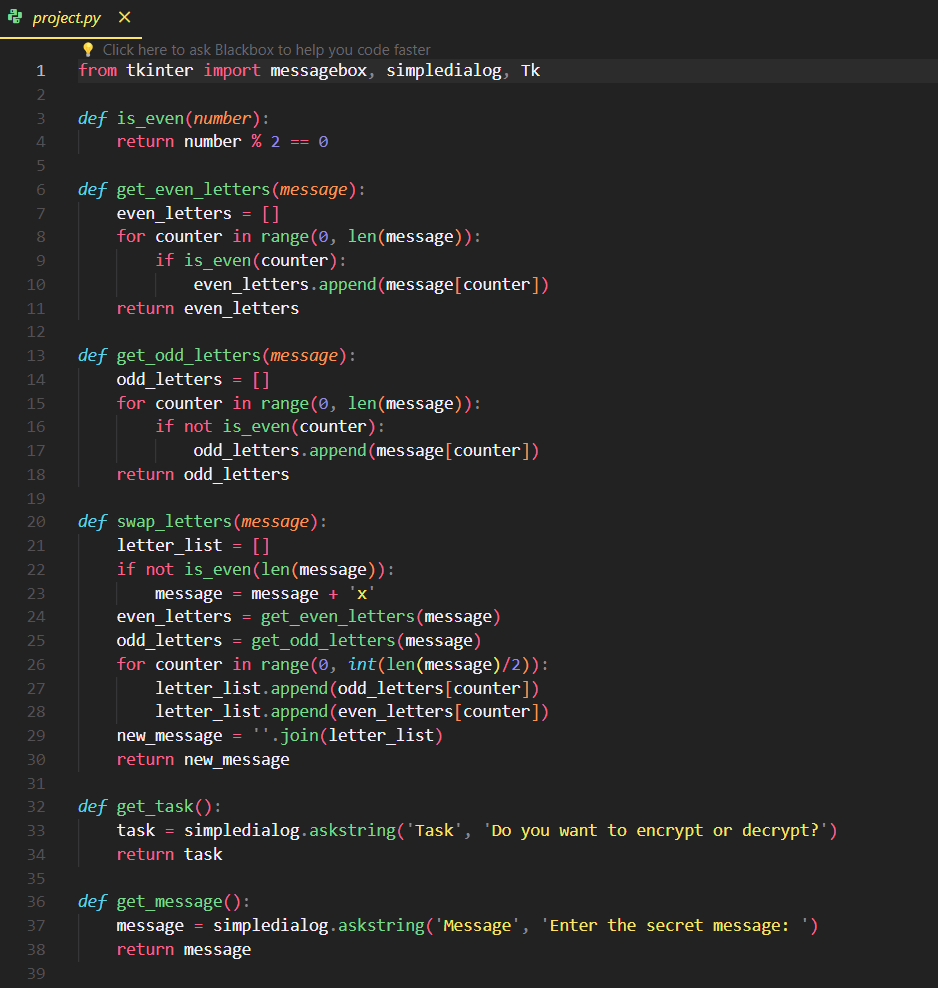 project.py
Click here to ask Blackbox to help you code faster
1 from tkinter import messagebox, simpledialog, Tk
2
3 def is_even(number):
4     return number % 2 == 0
5
6 def get_even_letters(message):
7     even_letters = []
8     for counter in range(0, len(message)):
9         if is_even(counter):
10             even_letters.append(message[counter])
11     return even_letters
12
13 def get_odd_letters(message):
14     odd_letters = []
15     for counter in range(0, len(message)):
16         if not is_even(counter):
17             odd_letters.append(message[counter])
18     return odd_letters
19
20 def swap_letters(message):
21     letter_list = []
22     if not is_even(len(message)):
23         message = message + 'x'
24     even_letters = get_even_letters(message)
25     odd_letters = get_odd_letters(message)
26     for counter in range(0, int(len(message)/2)):
27         letter_list.append(odd_letters[counter])
28         letter_list.append(even_letters[counter])
29     new_message = ''.join(letter_list)
30     return new_message
31
32 def get_task():
33     task = simpledialog.askstring('Task', 'Do you want to encrypt or decrypt?')
34     return task
35
36 def get_message():
37     message = simpledialog.askstring('Message', 'Enter the secret message: ')
38     return message
39